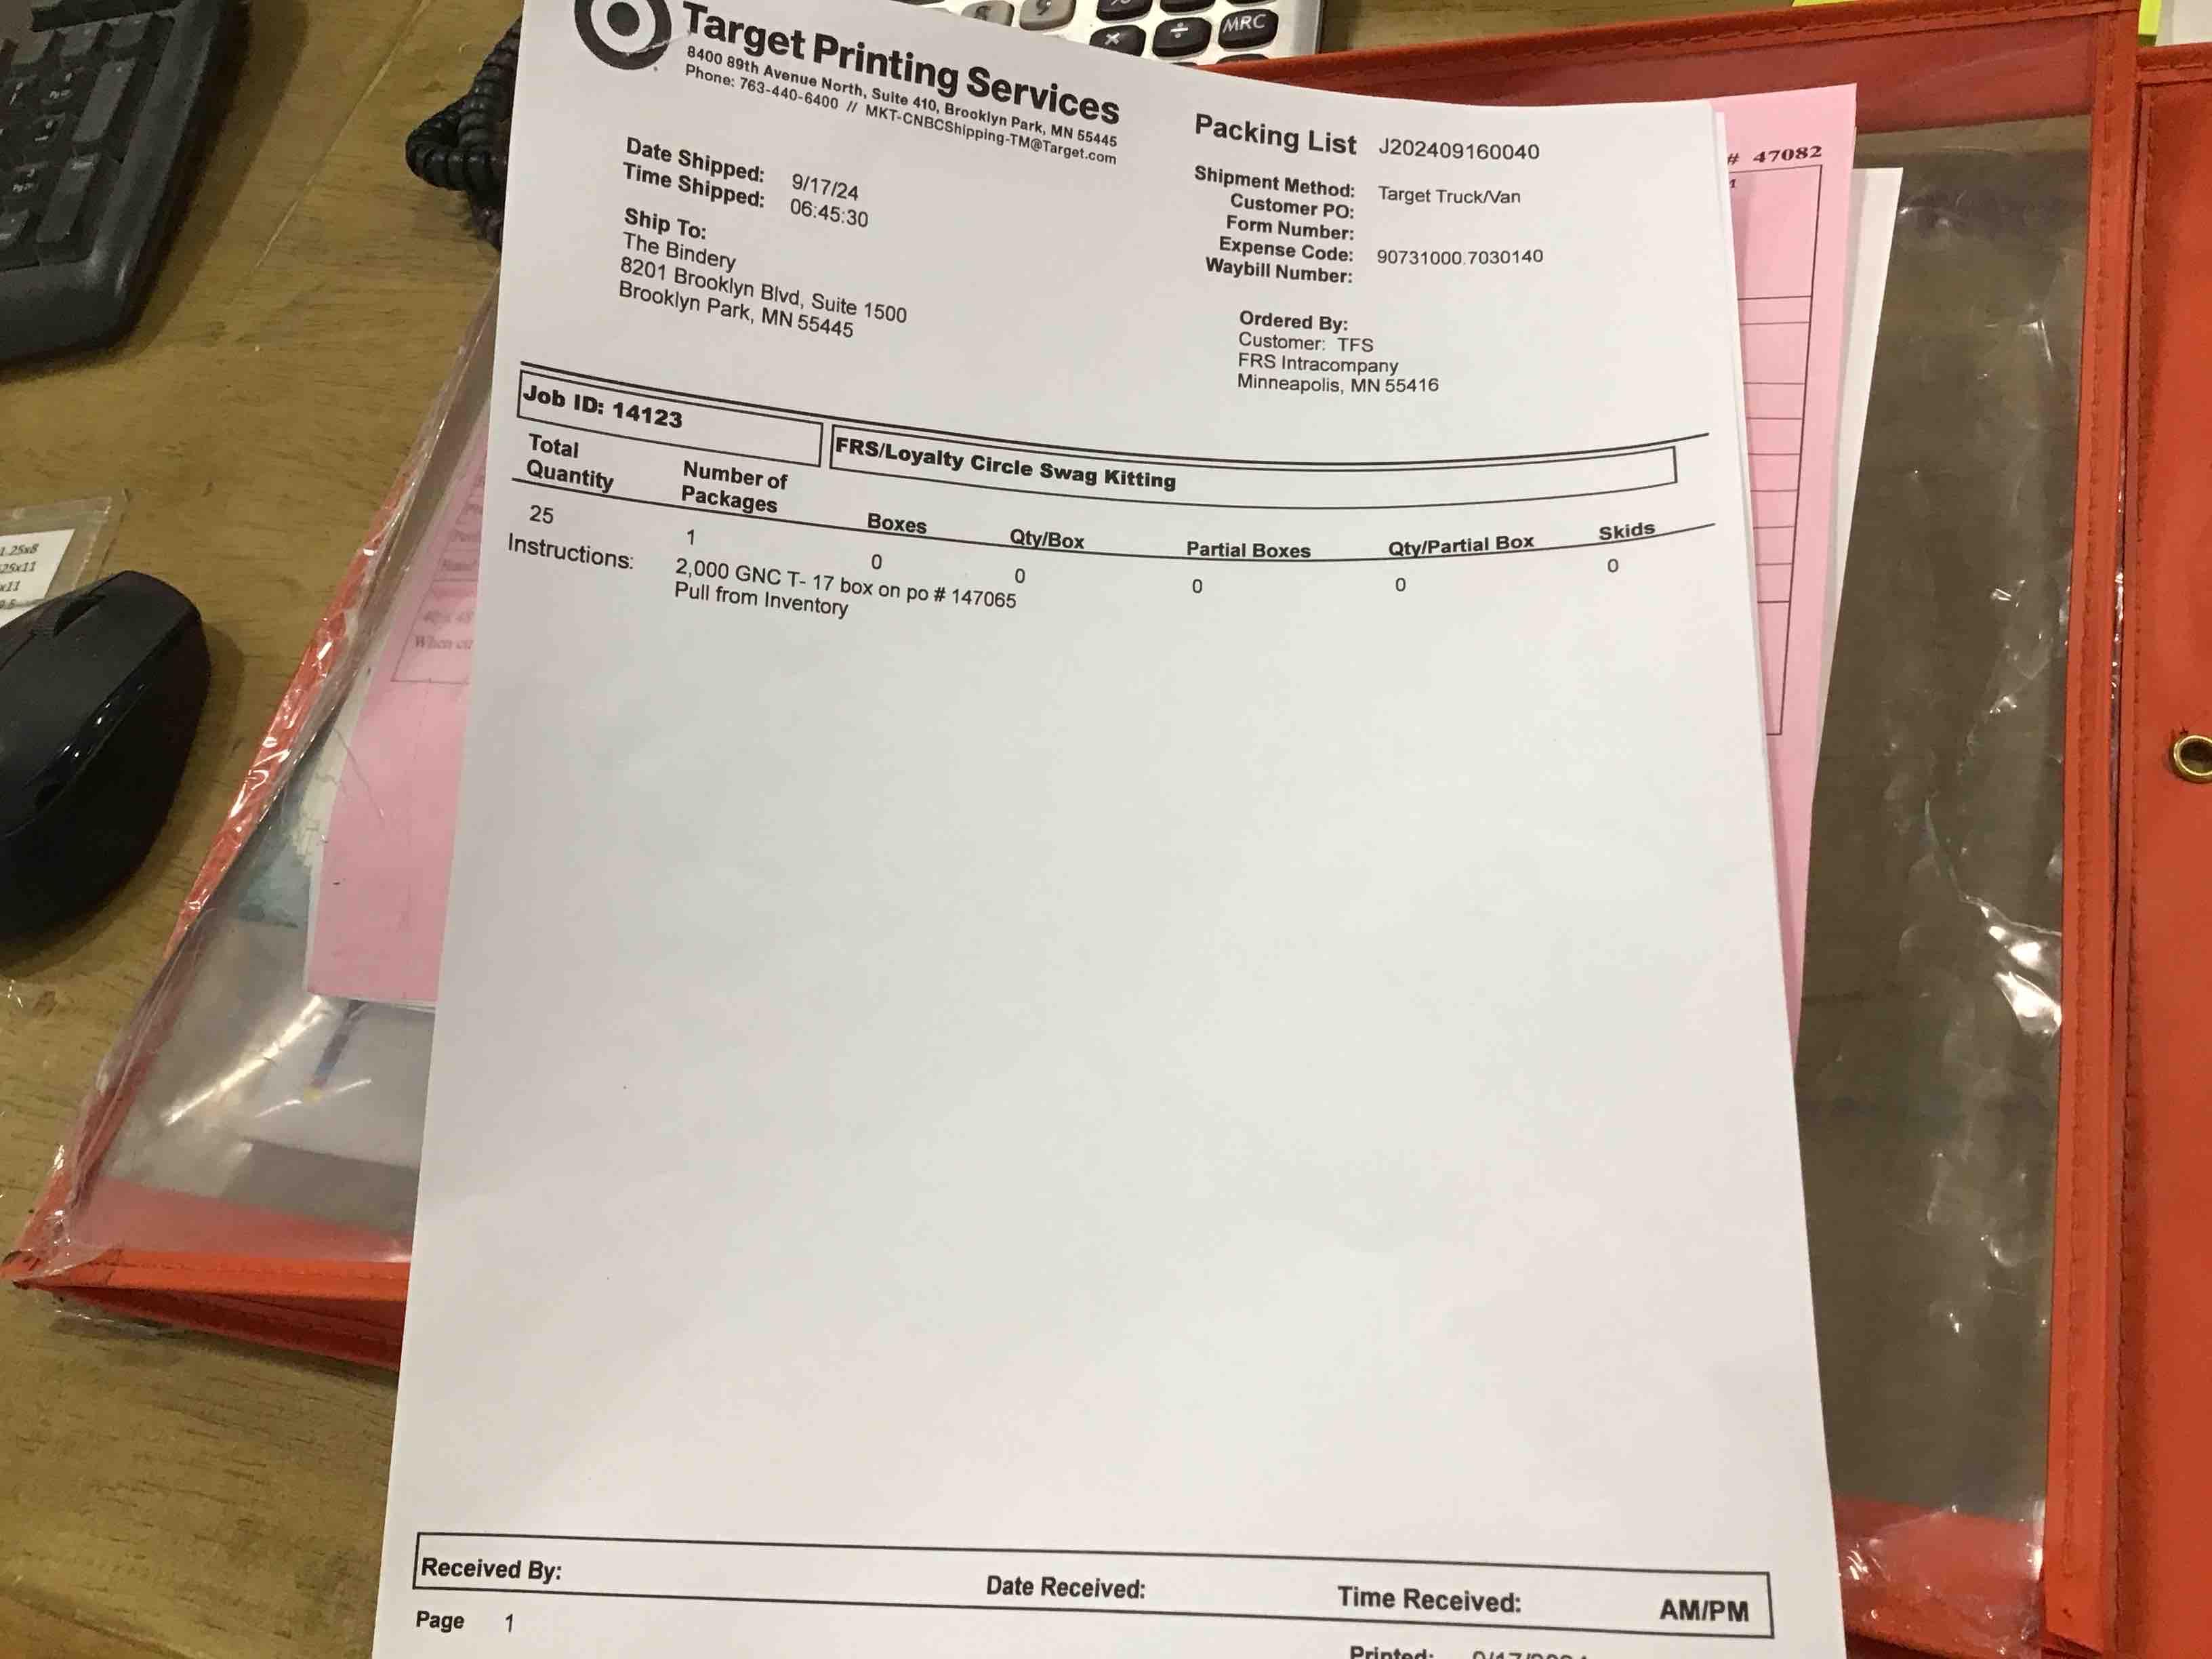 MRC
Target Printing Services
8400 89th Avenue North, Suite 410, Brooklyn Park, MN 55445
Phone: 763-440-6400 // MKT-CNBCShipping-TM@Target.com
Packing List J202409160040
Date Shipped: 9/17/24
Time Shipped: 06:45:30
Ship To:
The Bindery
8201 Brooklyn Blvd, Suite 1500
Brooklyn Park, MN 55445
Shipment Method: Target Truck/Van
Customer PO:
Form Number:
Expense Code: 90731000.7030140
Waybill Number:
Ordered By:
Customer: TFS
FRS Intracompany
Minneapolis, MN 55416
# 47082
Job ID: 14123
FRS/Loyalty Circle Swag Kitting
Total Quantity Number of Packages Boxes Qty/Box Partial Boxes Qty/Partial Box Skids
25 1 0 0 0 0 0
Instructions: 2,000 GNC T- 17 box on po # 147065
Pull from Inventory
1.25x8
25x11
x11
When
Received By: Date Received: Time Received: AM/PM
Page 1
Printed: